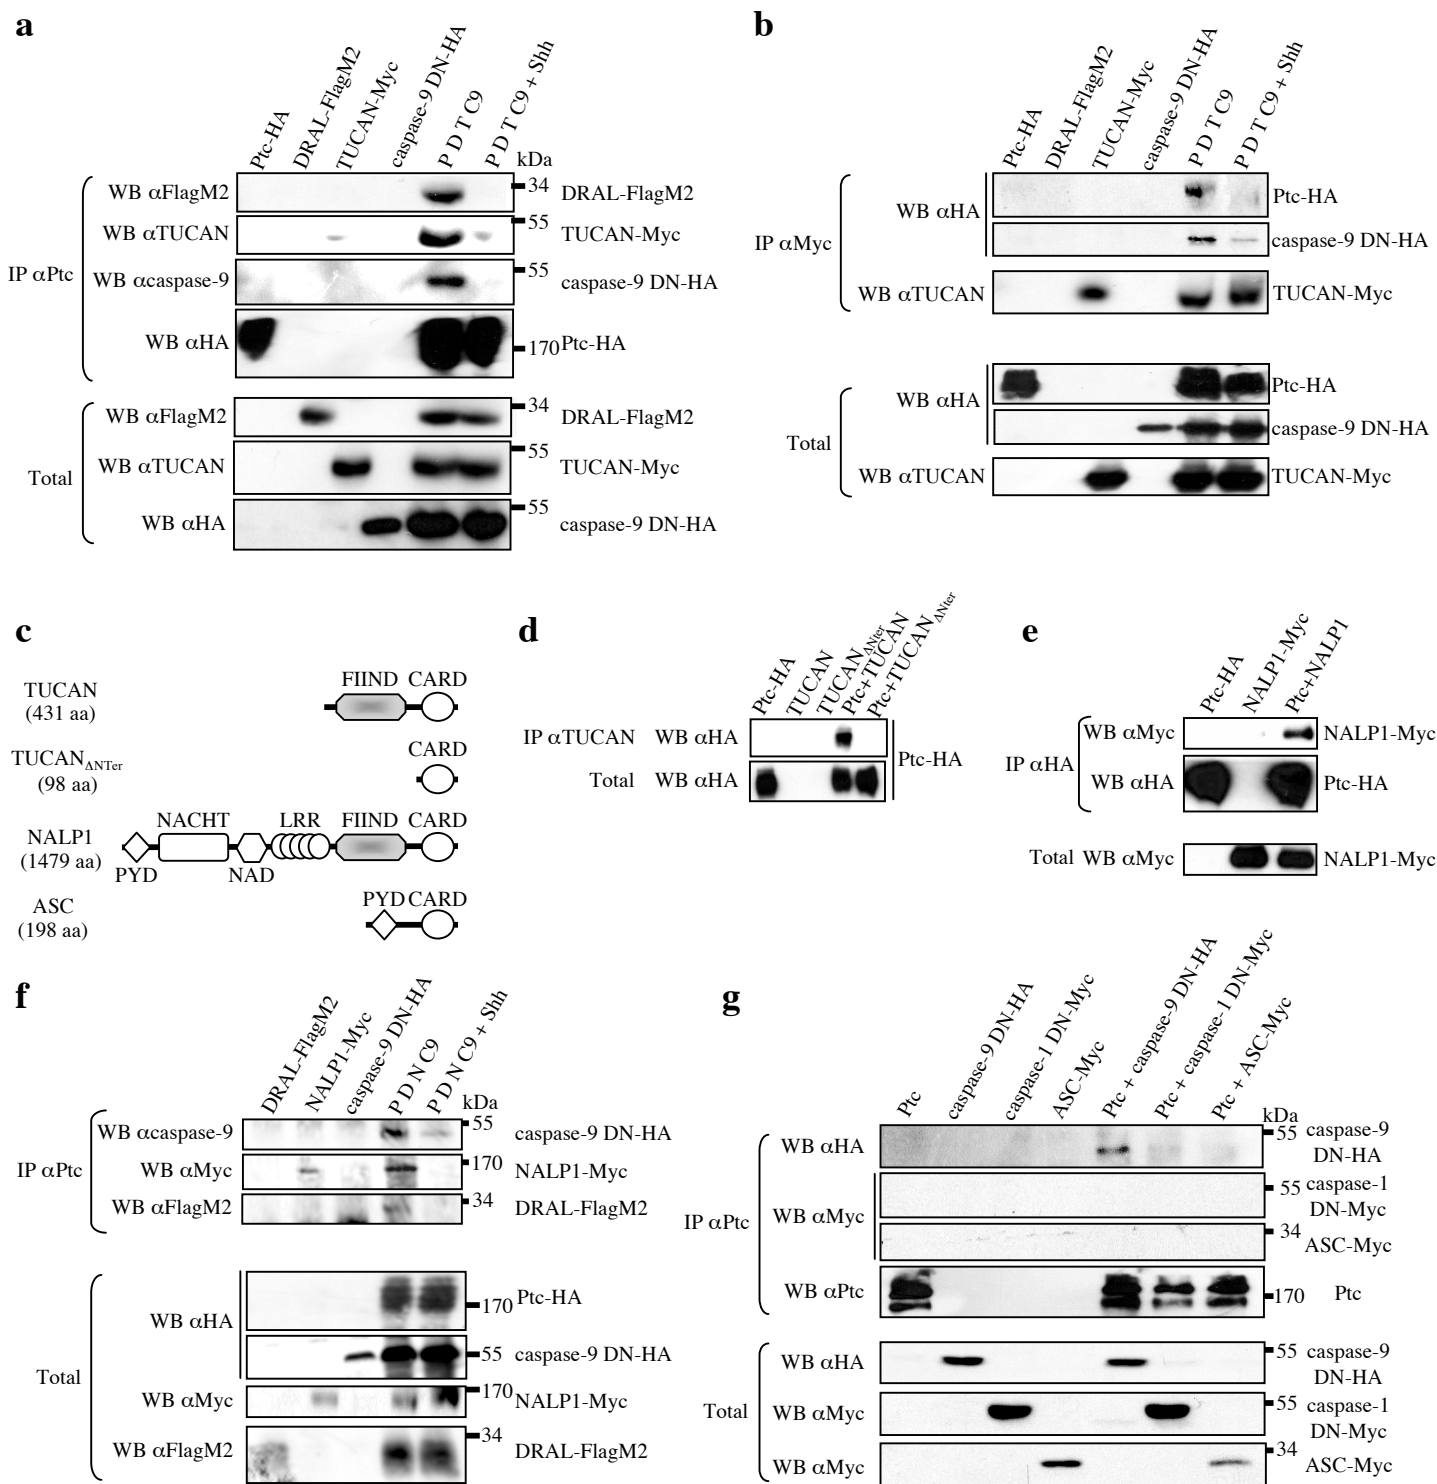 a
Ptc-HA
DRAL-FlagM2
TUCAN-Myc
caspase-9 DN-HA
P D T C9
P D T C9 + Shh
kDa
IP αPtc
WB αFlagM2
34
DRAL-FlagM2
WB αTUCAN
55
TUCAN-Myc
WB αcaspase-9
55
caspase-9 DN-HA
WB αHA
170
Ptc-HA
Total
WB αFlagM2
34
DRAL-FlagM2
WB αTUCAN
55
TUCAN-Myc
WB αHA
55
caspase-9 DN-HA
b
Ptc-HA
DRAL-FlagM2
TUCAN-Myc
caspase-9 DN-HA
P D T C9
P D T C9 + Shh
IP αMyc
WB αHA
Ptc-HA
caspase-9 DN-HA
WB αTUCAN
TUCAN-Myc
Total
WB αHA
Ptc-HA
caspase-9 DN-HA
WB αTUCAN
TUCAN-Myc
c
TUCAN
(431 aa)
FIIND
CARD
TUCANΔNTer
(98 aa)
CARD
NALP1
(1479 aa)
PYD
NACHT
NAD
LRR
FIIND
CARD
ASC
(198 aa)
PYD
CARD
d
Ptc-HA
TUCAN
TUCANΔNter
Ptc+TUCAN
Ptc+TUCANΔNter
IP αTUCAN
WB αHA
Total
WB αHA
Ptc-HA
e
Ptc-HA
NALP1-Myc
Ptc+NALP1
IP αHA
WB αMyc
NALP1-Myc
WB αHA
Ptc-HA
Total
WB αMyc
NALP1-Myc
f
DRAL-FlagM2
NALP1-Myc
caspase-9 DN-HA
P D N C9
P D N C9 + Shh
kDa
IP αPtc
WB αcaspase-9
55
caspase-9 DN-HA
WB αMyc
170
NALP1-Myc
WB αFlagM2
34
DRAL-FlagM2
Total
WB αHA
170
Ptc-HA
55
caspase-9 DN-HA
WB αMyc
170
NALP1-Myc
WB αFlagM2
34
DRAL-FlagM2
g
Ptc
caspase-9 DN-HA
caspase-1 DN-Myc
ASC-Myc
Ptc + caspase-9 DN-HA
Ptc + caspase-1 DN-Myc
Ptc + ASC-Myc
kDa
IP αPtc
WB αHA
55
caspase-9
DN-HA
WB αMyc
55
caspase-1
DN-Myc
34
ASC-Myc
WB αPtc
170
Ptc
Total
WB αHA
55
caspase-9
DN-HA
WB αMyc
55
caspase-1
DN-Myc
WB αMyc
34
ASC-Myc